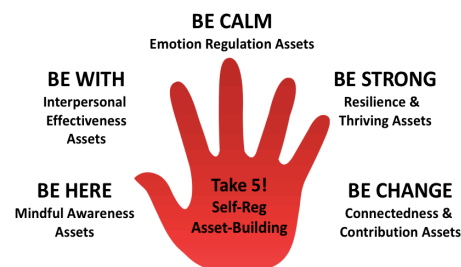 BE CALM
Emotion Regulation Assets
BE WITH
Interpersonal
Effectiveness
Assets
BE STRONG
Resilience &
Thriving Assets
BE HERE
Mindful Awareness
Assets
Take 5!
Self-Reg
Asset-Building
BE CHANGE
Connectedness &
Contribution Assets